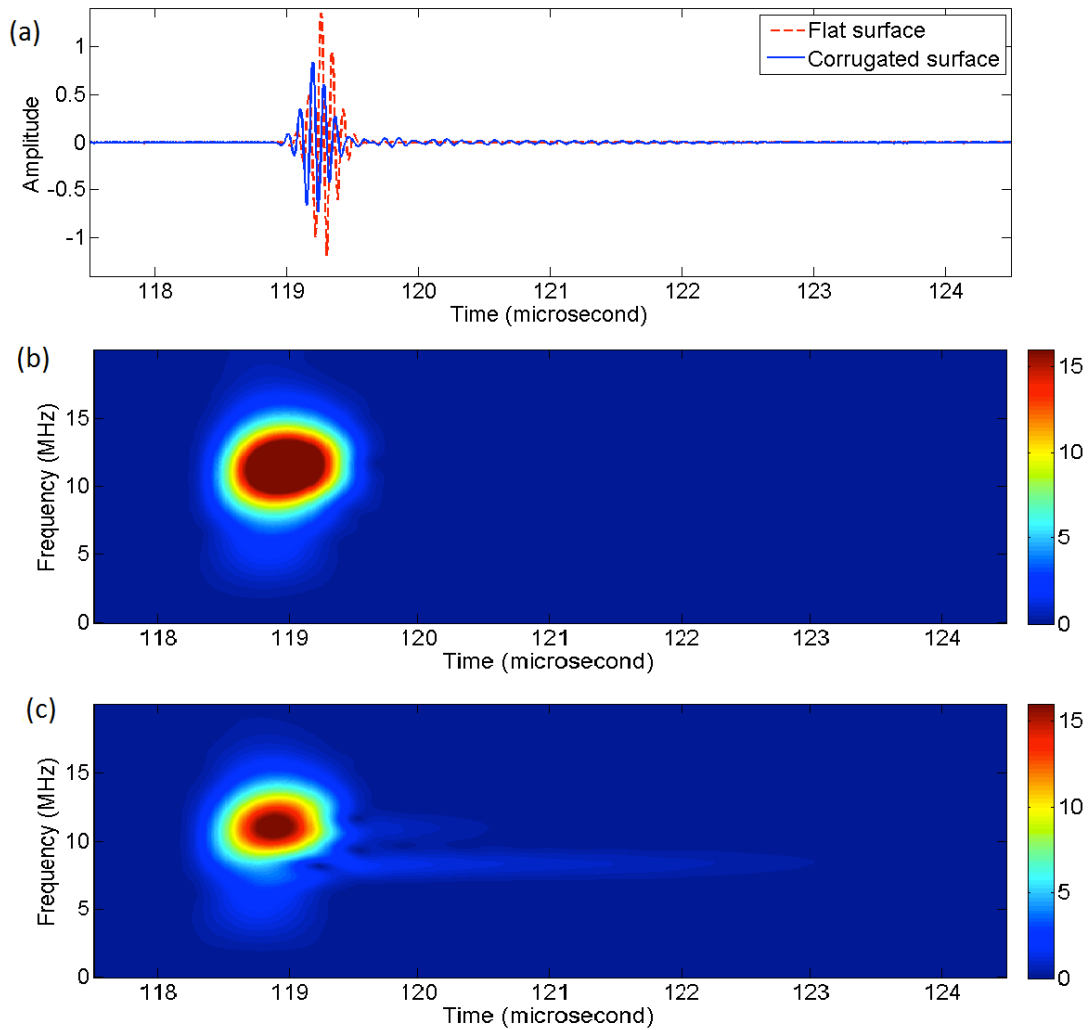 (a)
Amplitude
1
0.5
0
-0.5
-1
Flat surface
Corrugated surface
118 119 120 121 122 123 124
Time (microsecond)
(b)
Frequency (MHz)
15
10
5
0
118 119 120 121 122 123 124
Time (microsecond)
15
10
5
0
(c)
Frequency (MHz)
15
10
5
0
118 119 120 121 122 123 124
Time (microsecond)
15
10
5
0